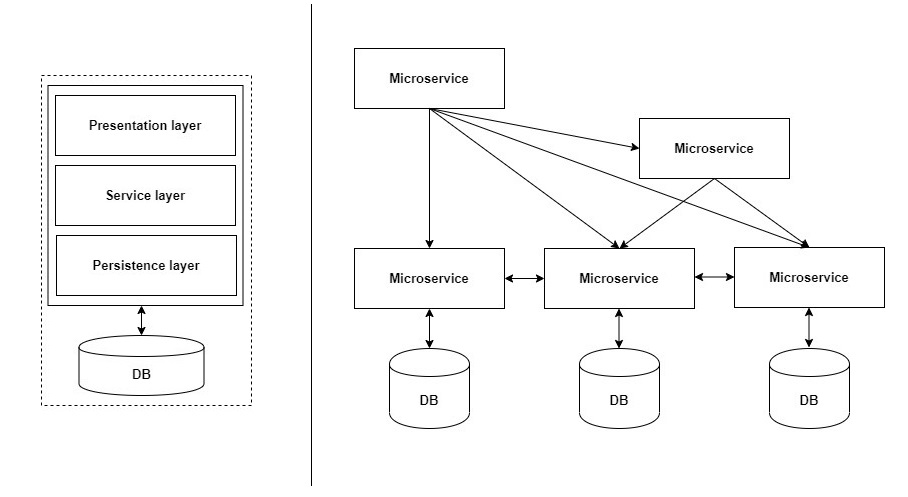 Presentation layer
Service layer
Persistence layer
DB
Microservice
Microservice
Microservice
Microservice
Microservice
DB
DB
DB